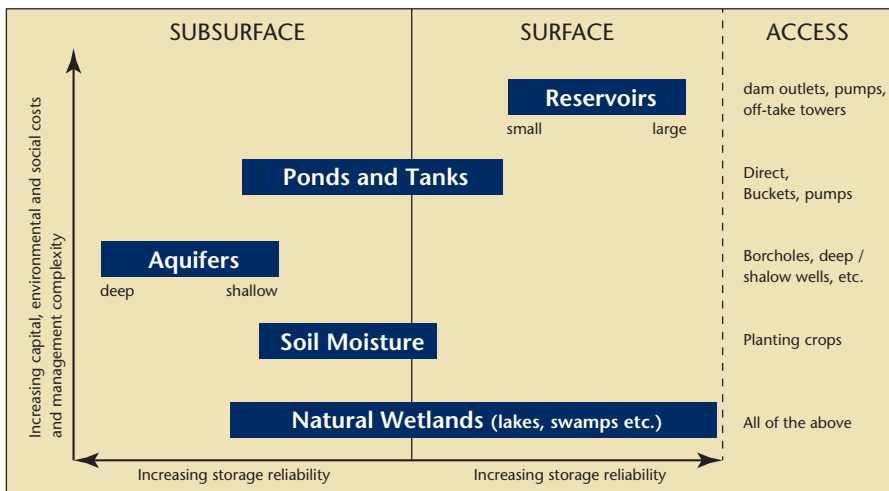 SUBSURFACE
SURFACE
ACCESS
Increasing capital, environmental and social costs
and management complexity
Reservoirs
small
large
dam outlets, pumps,
off-take towers
Ponds and Tanks
Direct,
Buckets, pumps
Aquifers
deep
shallow
Borcholes, deep /
shalow wells, etc.
Soil Moisture
Planting crops
Natural Wetlands (lakes, swamps etc.)
All of the above
Increasing storage reliability
Increasing storage reliability